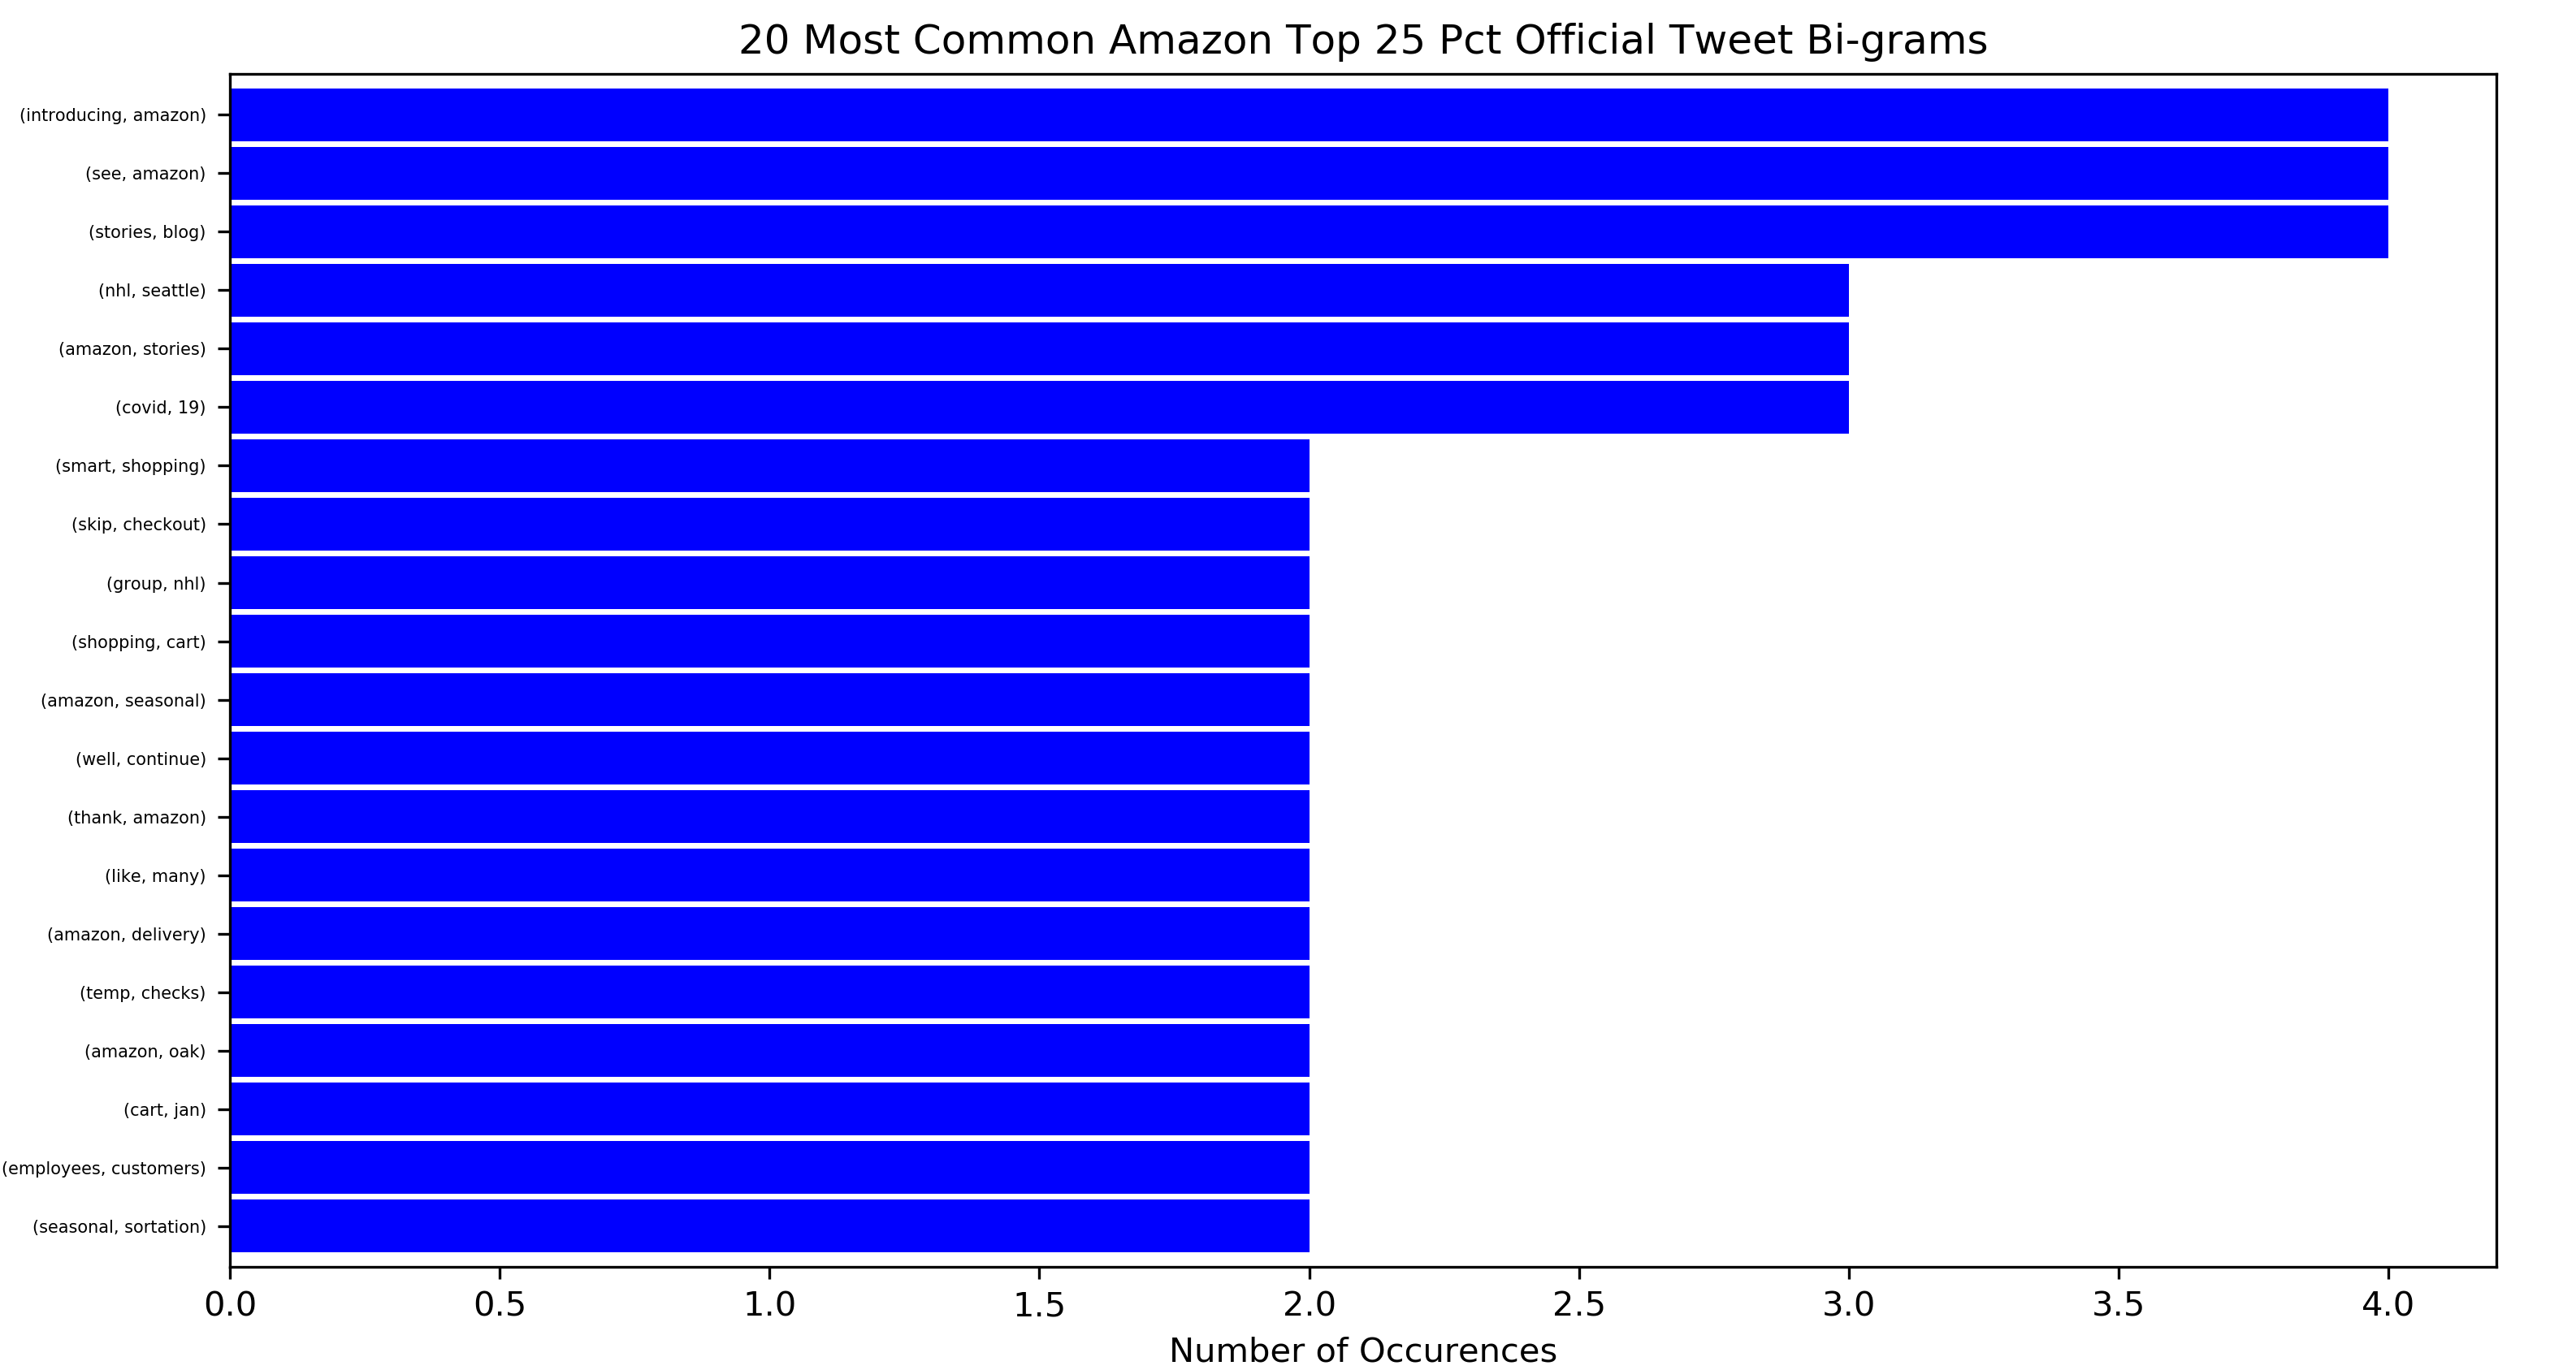 20 Most Common Amazon Top 25 Pct Official Tweet Bi-grams
(introducing, amazon)
(see, amazon)
(stories, blog)
(nhl, seattle)
(amazon, stories)
(covid, 19)
(smart, shopping)
(skip, checkout)
(group, nhl)
(shopping, cart)
(amazon, seasonal)
(well, continue)
(thank, amazon)
(like, many)
(amazon, delivery)
(temp, checks)
(amazon, oak)
(cart, jan)
(employees, customers)
(seasonal, sortation)
0.0 0.5 1.0 1.5 2.0 2.5 3.0 3.5 4.0
Number of Occurences